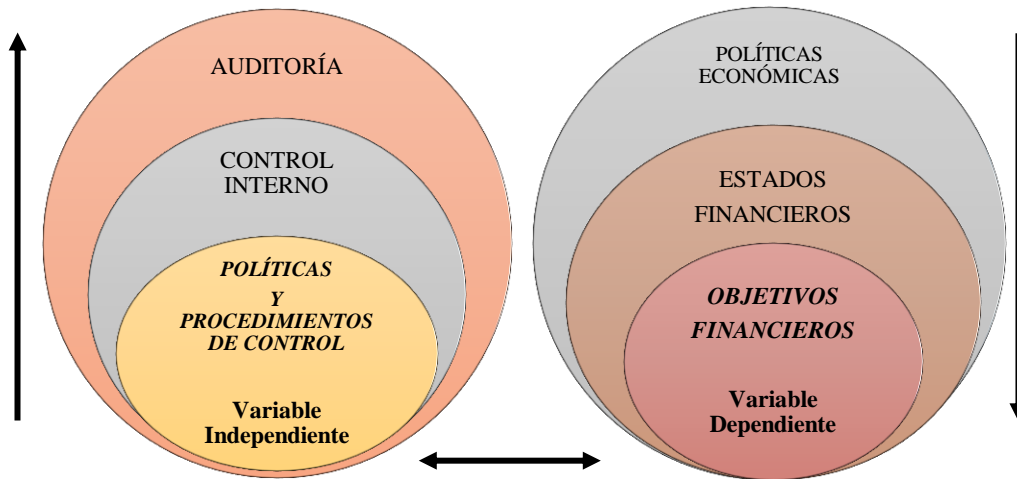 AUDITORÍA
CONTROL
INTERNO
POLÍTICAS
Y
PROCEDIMIENTOS
DE CONTROL
Variable
Independiente
POLÍTICAS
ECONÓMICAS
ESTADOS
FINANCIEROS
OBJETIVOS
FINANCIEROS
Variable
Dependiente